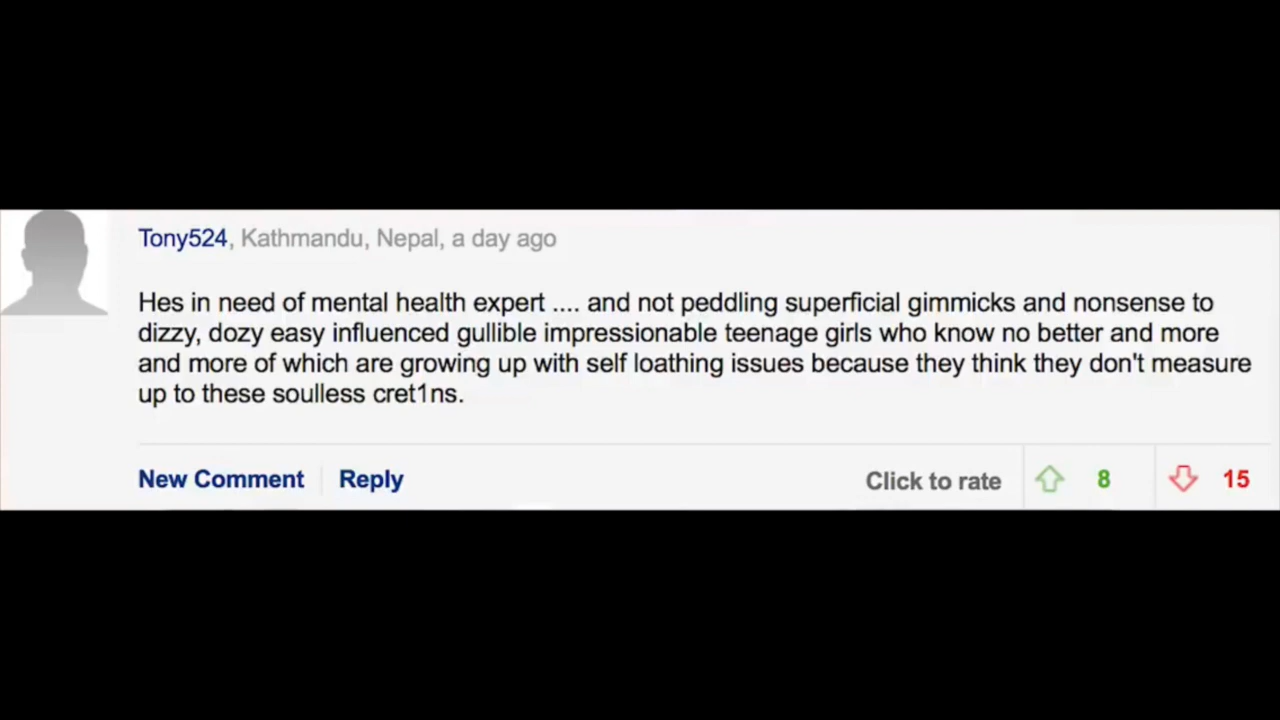 Tony524, Kathmandu, Nepal, a day ago
Hes in need of mental health expert .... and not peddling superficial gimmicks and nonsense to
dizzy, dozy easy influenced gullible impressionable teenage girls who know no better and more
and more of which are growing up with self loathing issues because they think they don't measure
up to these soulless cret1ns.
New Comment Reply Click to rate 8 15